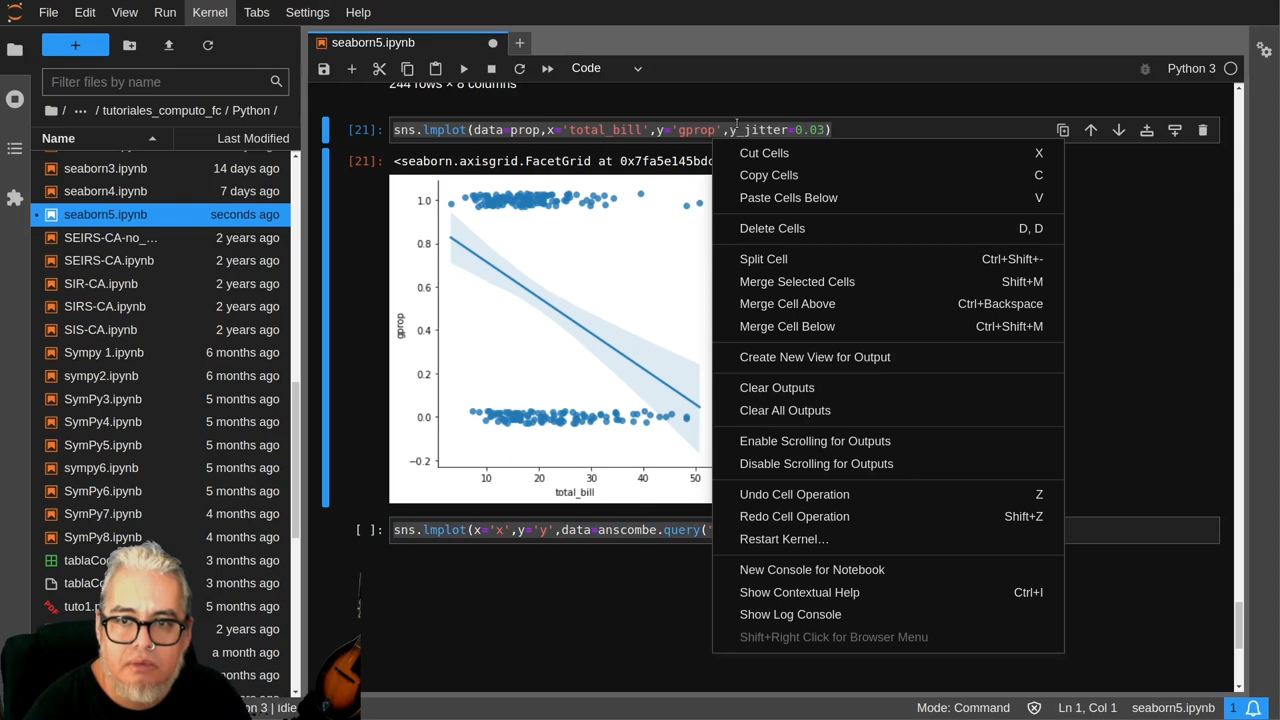 File Edit View Run Kernel Tabs Settings Help
seaborn5.ipynb
Filter files by name
Code
Python 3
/ ... / tutoriales_computo_fc / Python /
Name Last Modified
seaborn3.ipynb 14 days ago
seaborn4.ipynb 7 days ago
seaborn5.ipynb seconds ago
SEIRS-CA-no_... 2 years ago
SEIRS-CA.ipynb 2 years ago
SIR-CA.ipynb 2 years ago
SIRS-CA.ipynb 2 years ago
SIS-CA.ipynb 2 years ago
Sympy 1.ipynb 6 months ago
sympy2.ipynb 6 months ago
SymPy3.ipynb 5 months ago
SymPy4.ipynb 5 months ago
SymPy5.ipynb 5 months ago
sympy6.ipynb 5 months ago
SymPy6.ipynb 5 months ago
SymPy7.ipynb 5 months ago
SymPy8.ipynb 4 months ago
tablaCo 3 months ago
tablaCo 3 months ago
PDF tuto1. 5 months ago
2 years ago
a month ago
5 months ago
244 rows × 8 columns
[21]: sns.lmplot(data=prop,x='total_bill',y='gprop',y_jitter=0.03)
[21]: <seaborn.axisgrid.FacetGrid at 0x7fa5e145bdc
1.0
0.8
0.6
0.4
0.2
0.0
−0.2
gprop
10 20 30 40 50
total_bill
[ ]: sns.lmplot(x='x',y='y',data=anscombe.query("
Cut Cells X
Copy Cells C
Paste Cells Below V
Delete Cells D, D
Split Cell Ctrl+Shift+-
Merge Selected Cells Shift+M
Merge Cell Above Ctrl+Backspace
Merge Cell Below Ctrl+Shift+M
Create New View for Output
Clear Outputs
Clear All Outputs
Enable Scrolling for Outputs
Disable Scrolling for Outputs
Undo Cell Operation Z
Redo Cell Operation Shift+Z
Restart Kernel…
New Console for Notebook
Show Contextual Help Ctrl+I
Show Log Console
Shift+Right Click for Browser Menu
on 3 | Idle
Mode: Command
Ln 1, Col 1
seaborn5.ipynb
1